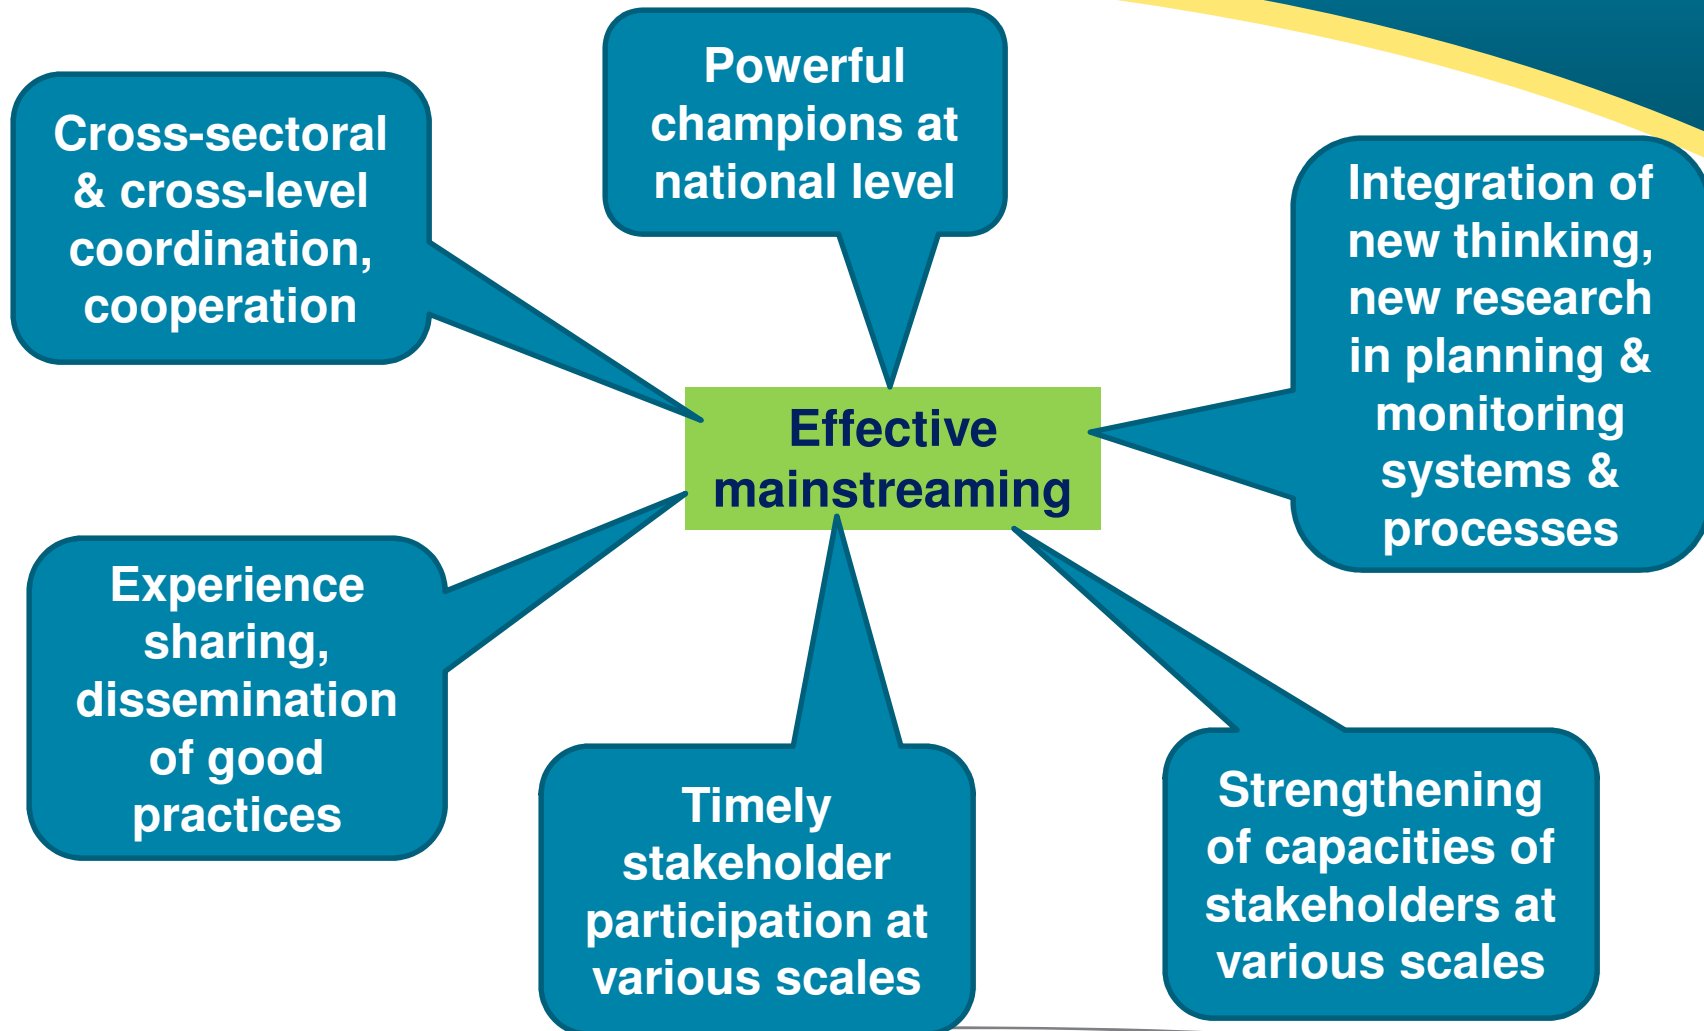 Powerful
champions at
national level
Cross-sectoral
& cross-level
coordination,
cooperation
Integration of
new thinking,
new research
in planning &
monitoring
systems &
processes
Effective
mainstreaming
Experience
sharing,
dissemination
of good
practices
Timely
stakeholder
participation at
various scales
Strengthening
of capacities of
stakeholders at
various scales